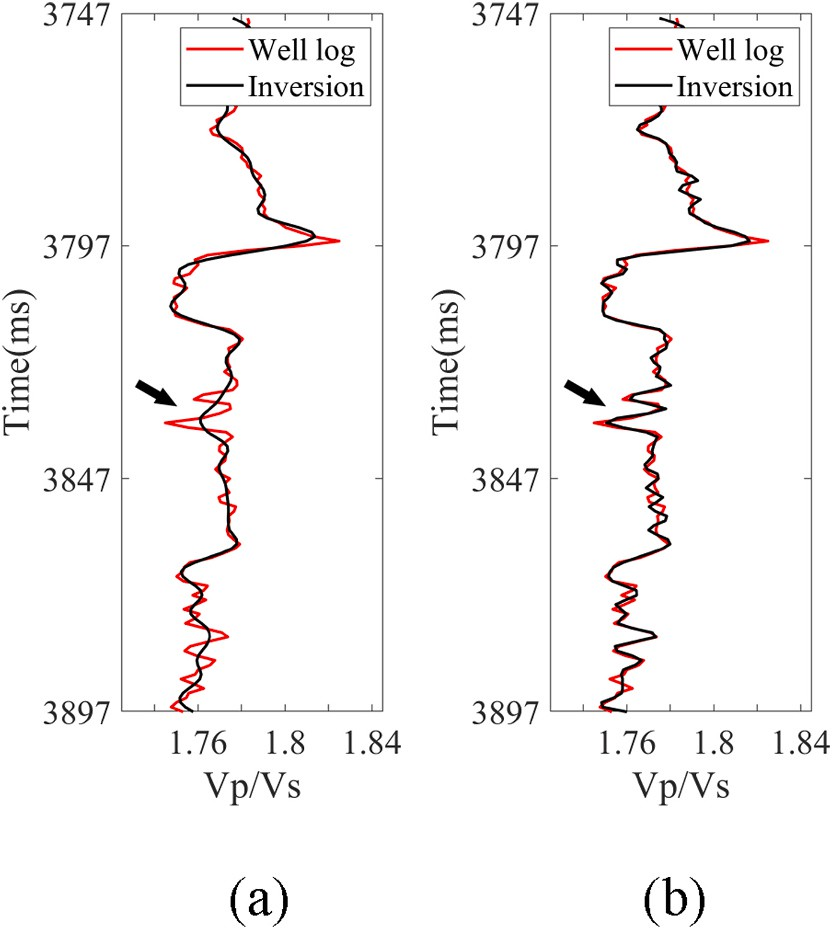 3747
Well log
Inversion
3797
3847
3897
Time(ms)
1.76 1.8 1.84
Vp/Vs
(a)
3747
Well log
Inversion
3797
3847
3897
Time(ms)
1.76 1.8 1.84
Vp/Vs
(b)